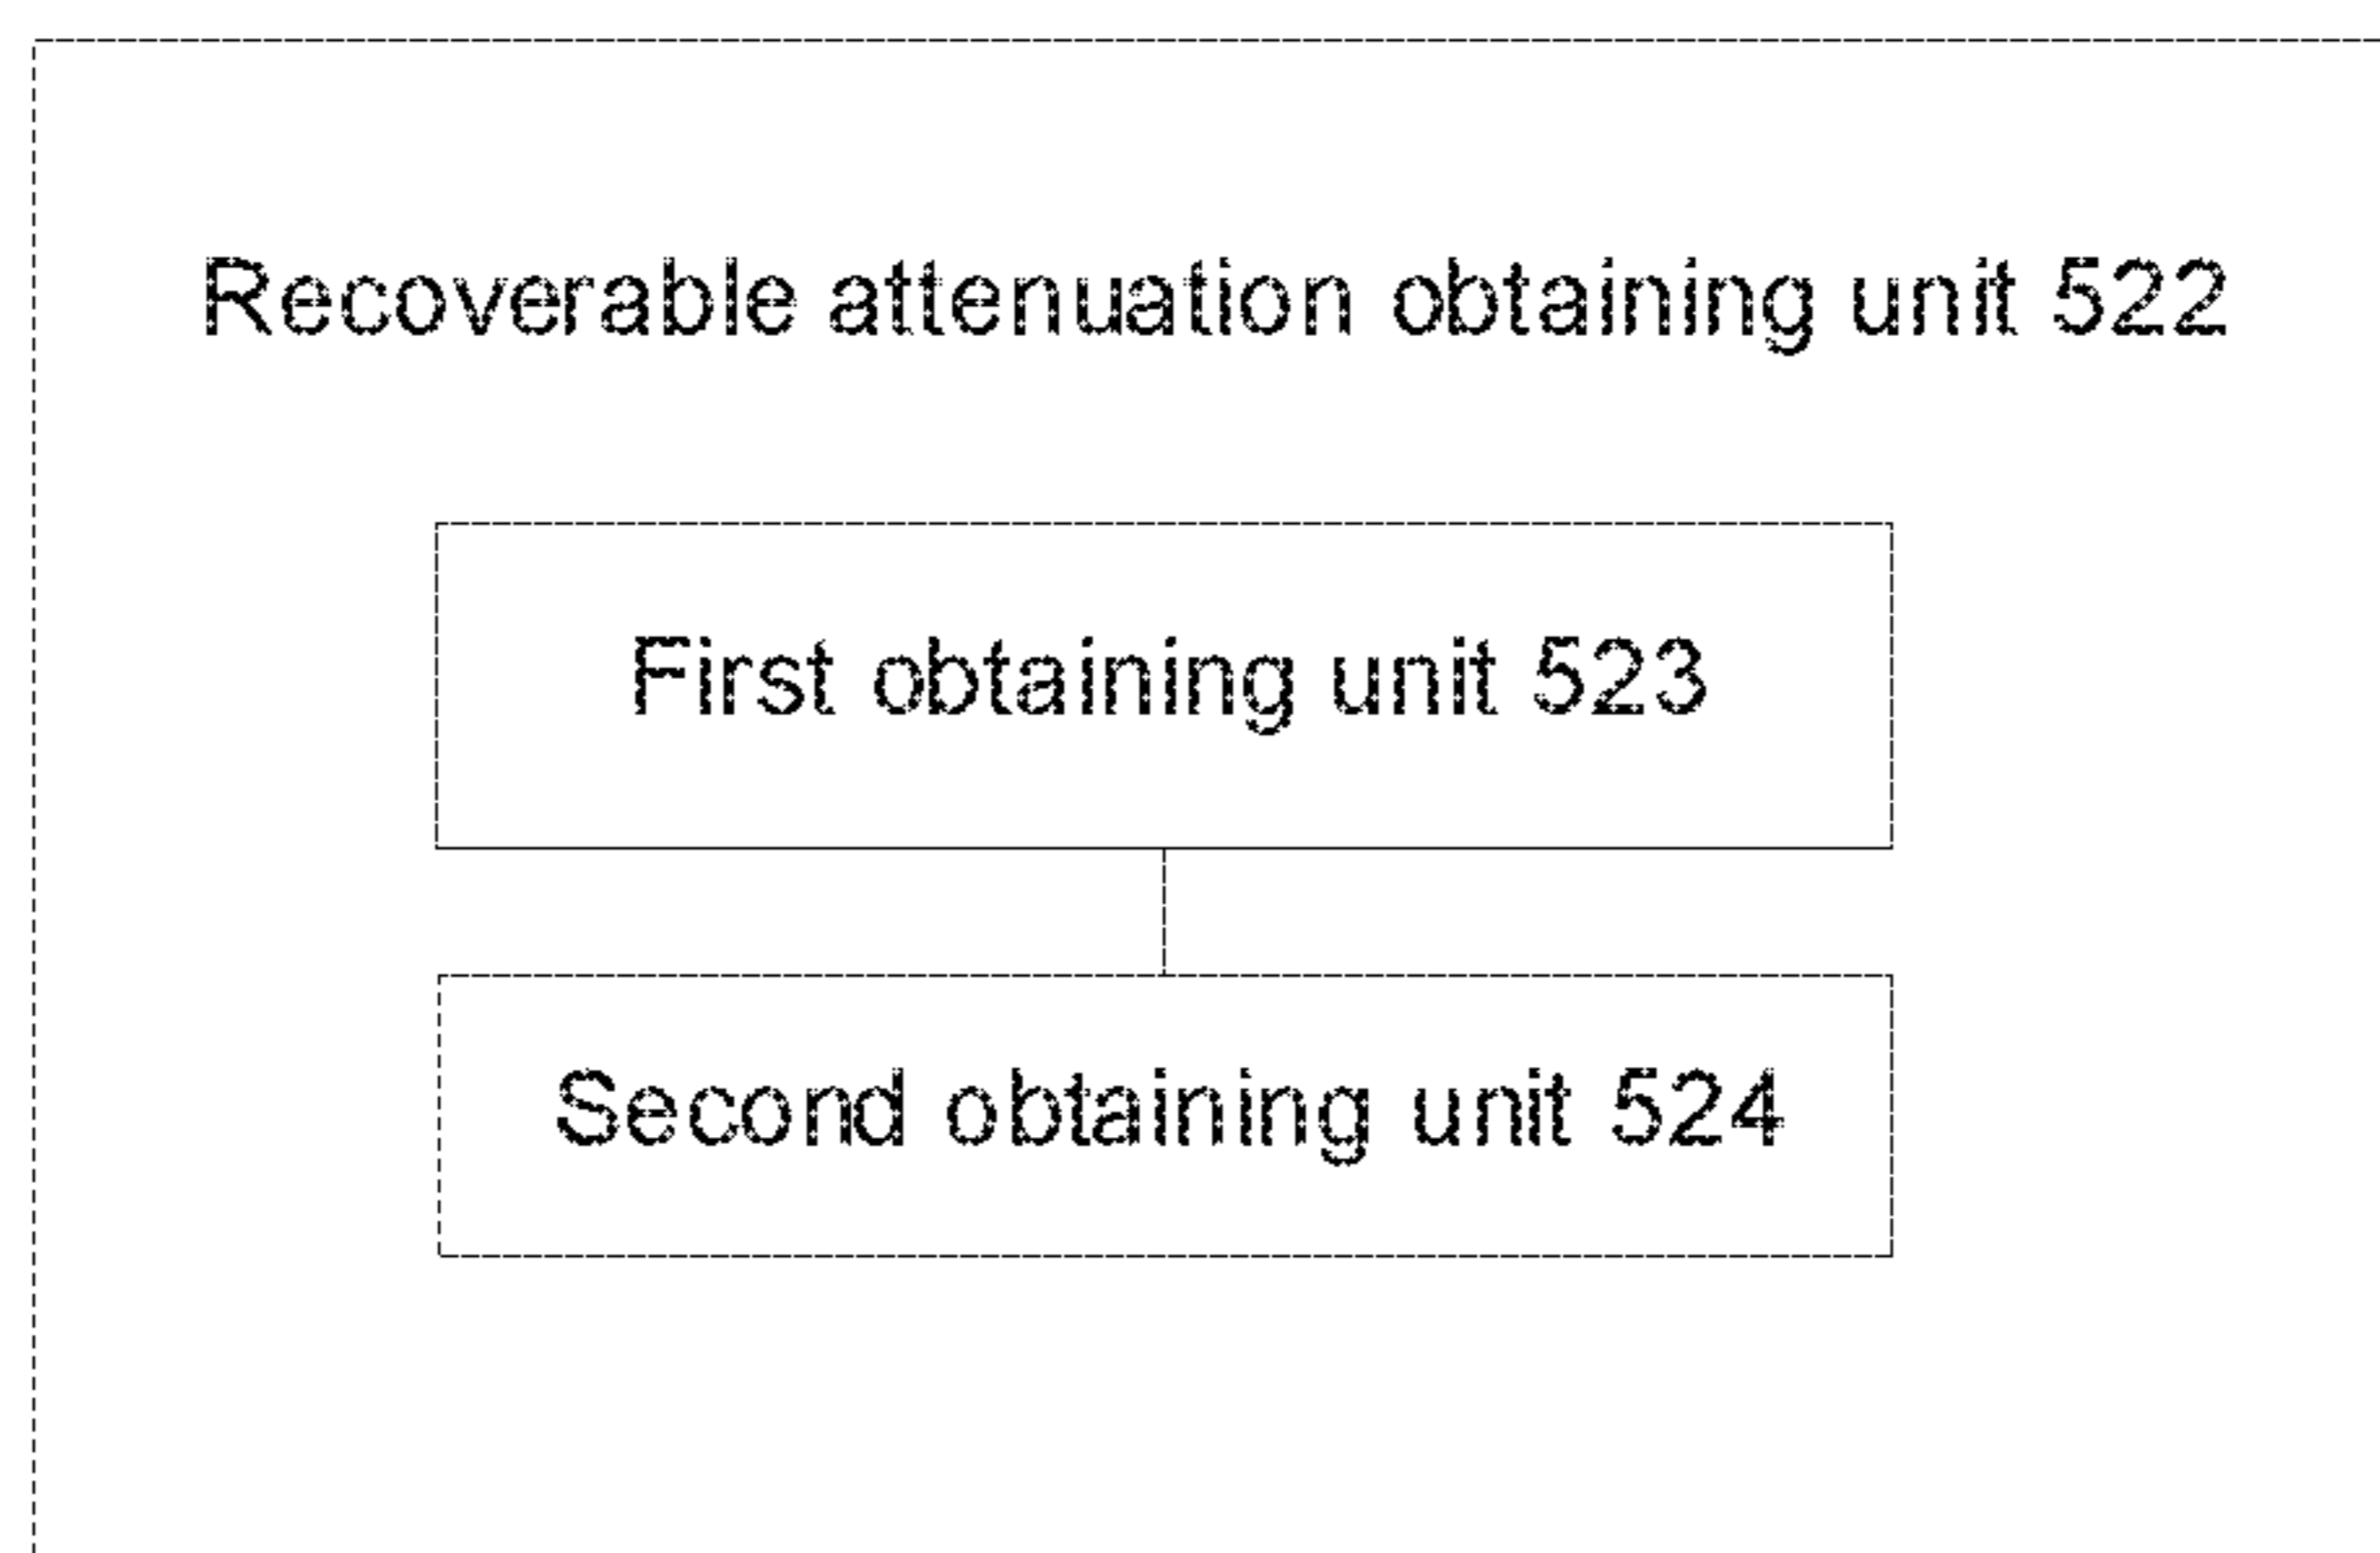 Recoverable attenuation obtaining unit 522
First obtaining unit 523
Second obtaining unit 524